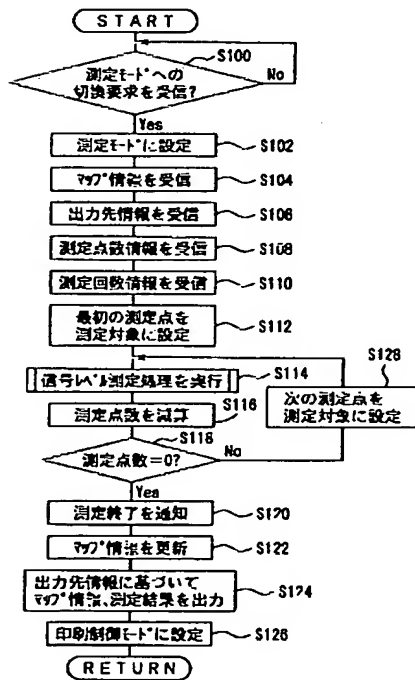 START
S100
測定ﾓｰﾄﾞへの
切換要求を受信?
No
Yes
測定ﾓｰﾄﾞに設定
S102
ﾏｯﾌﾟ情報を受信
S104
出力先情報を受信
S106
測定点数情報を受信
S108
測定回数情報を受信
S110
最初の測定点を
測定対象に設定
S112
S128
信号ﾚﾍﾞﾙ測定処理を実行
S114
次の測定点を
測定対象に設定
測定点数を減算
S116
S118
測定点数=0?
No
Yes
測定終了を通知
S120
ﾏｯﾌﾟ情報を更新
S122
出力先情報に基づいて
ﾏｯﾌﾟ情報、測定結果を出力
S124
印刷制御ﾓｰﾄﾞに設定
S126
RETURN